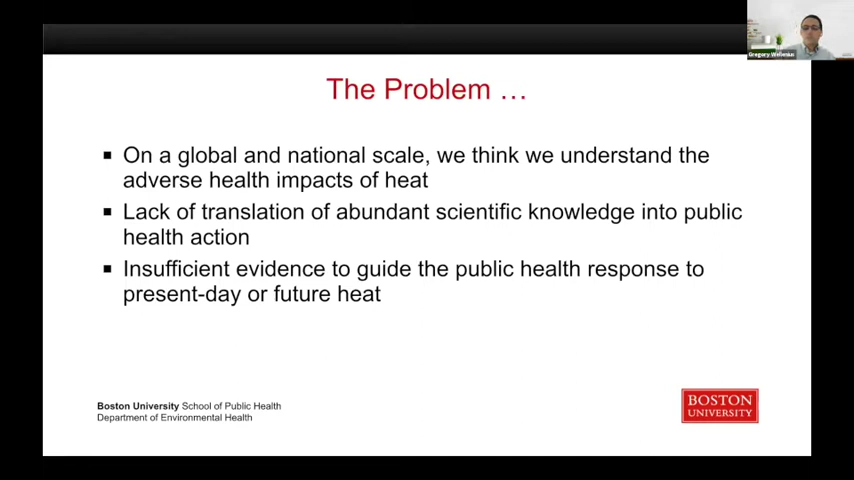 Gregory Wellenius
The Problem …
▪ On a global and national scale, we think we understand the
adverse health impacts of heat
▪ Lack of translation of abundant scientific knowledge into public
health action
▪ Insufficient evidence to guide the public health response to
present-day or future heat
Boston University School of Public Health
Department of Environmental Health
BOSTON
UNIVERSITY